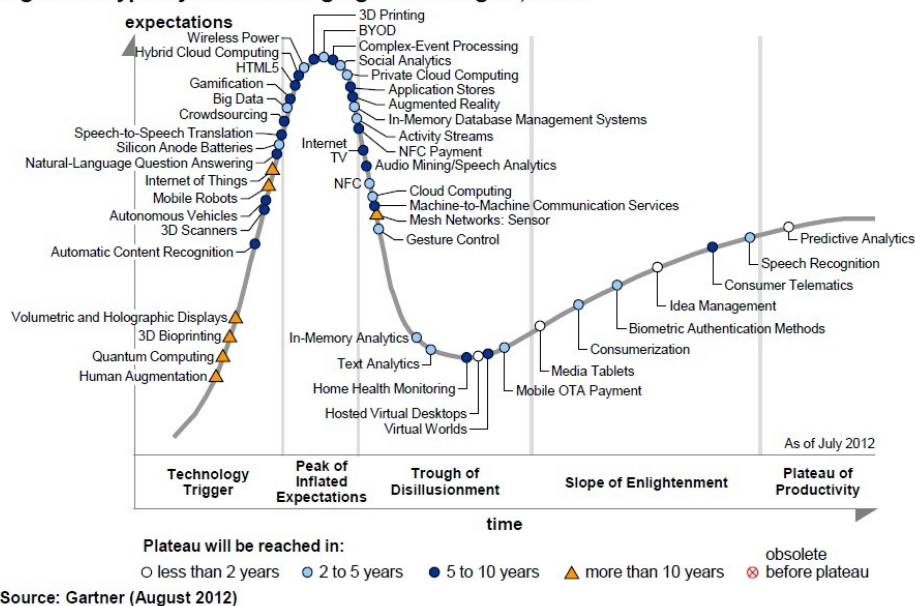 expectations
3D Printing
BYOD
Wireless Power
Hybrid Cloud Computing
HTML5
Gamification
Big Data
Crowdsourcing
Speech-to-Speech Translation
Silicon Anode Batteries
Natural-Language Question Answering
Internet of Things
Mobile Robots
Autonomous Vehicles
3D Scanners
Automatic Content Recognition
Volumetric and Holographic Displays
3D Bioprinting
Quantum Computing
Human Augmentation
Complex-Event Processing
Social Analytics
Private Cloud Computing
Application Stores
Augmented Reality
In-Memory Database Management Systems
Activity Streams
NFC Payment
Internet
TV
Audio Mining/Speech Analytics
NFC
Cloud Computing
Machine-to-Machine Communication Services
Mesh Networks: Sensor
Gesture Control
In-Memory Analytics
Text Analytics
Home Health Monitoring
Hosted Virtual Desktops
Virtual Worlds
Mobile OTA Payment
Media Tablets
Consumerization
Biometric Authentication Methods
Idea Management
Consumer Telematics
Speech Recognition
Predictive Analytics
As of July 2012
Technology
Trigger
Peak of
Inflated
Expectations
Trough of
Disillusionment
Slope of Enlightenment
Plateau of
Productivity
time
Plateau will be reached in:
less than 2 years
2 to 5 years
5 to 10 years
more than 10 years
obsolete
before plateau
Source: Gartner (August 2012)